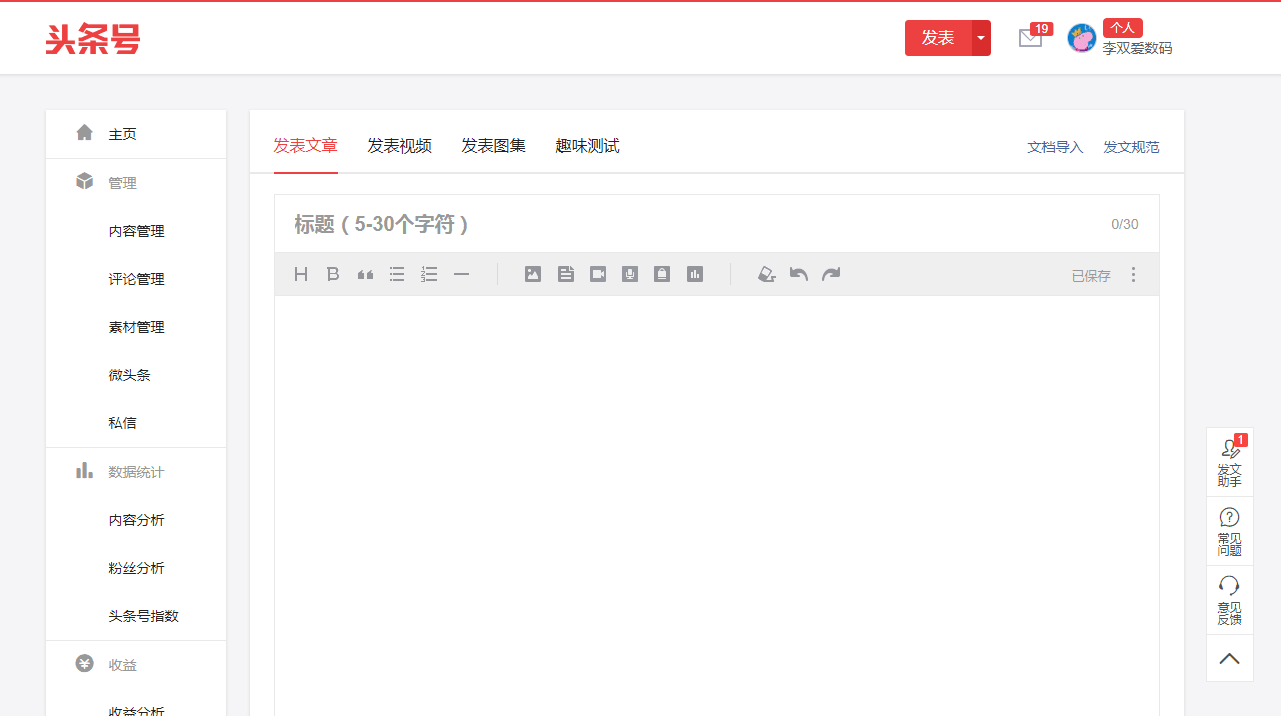 头条号
发表
19
个人
李双爱数码
主页
管理
内容管理
评论管理
素材管理
微头条
私信
数据统计
内容分析
粉丝分析
头条号指数
收益
收益分析
发表文章 发表视频 发表图集 趣味测试
文档导入 发文规范
标题（5-30个字符） 0/30
H B 已保存
1
发文
助手
常见
问题
意见
反馈